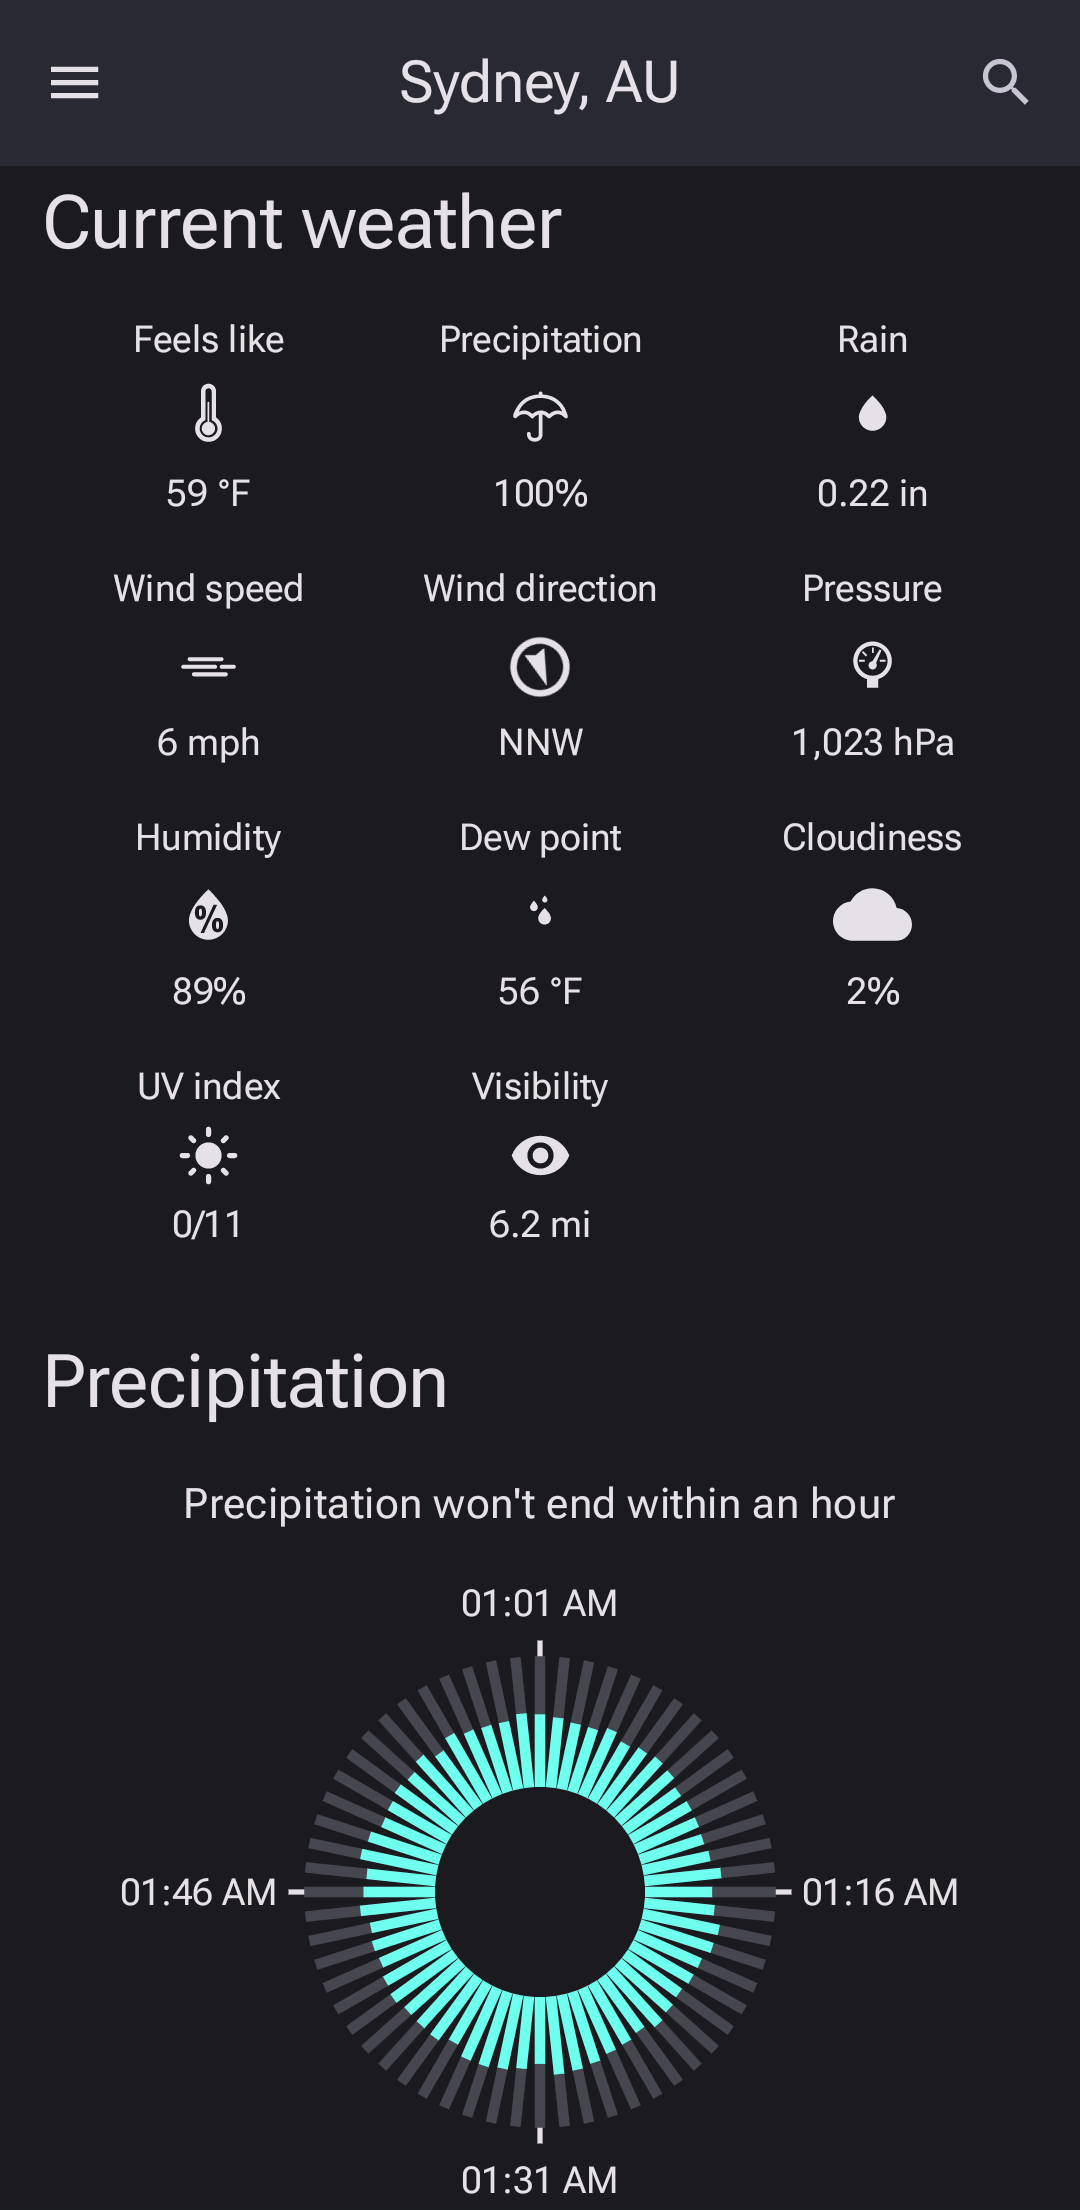 Sydney, AU
Current weather
Feels like Precipitation Rain
59 °F 100% 0.22 in
Wind speed Wind direction Pressure
6 mph NNW 1,023 hPa
Humidity Dew point Cloudiness
%
89% 56 °F 2%
UV index Visibility
0/11 6.2 mi
Precipitation
Precipitation won't end within an hour
01:01 AM
01:46 AM 01:16 AM
01:31 AM